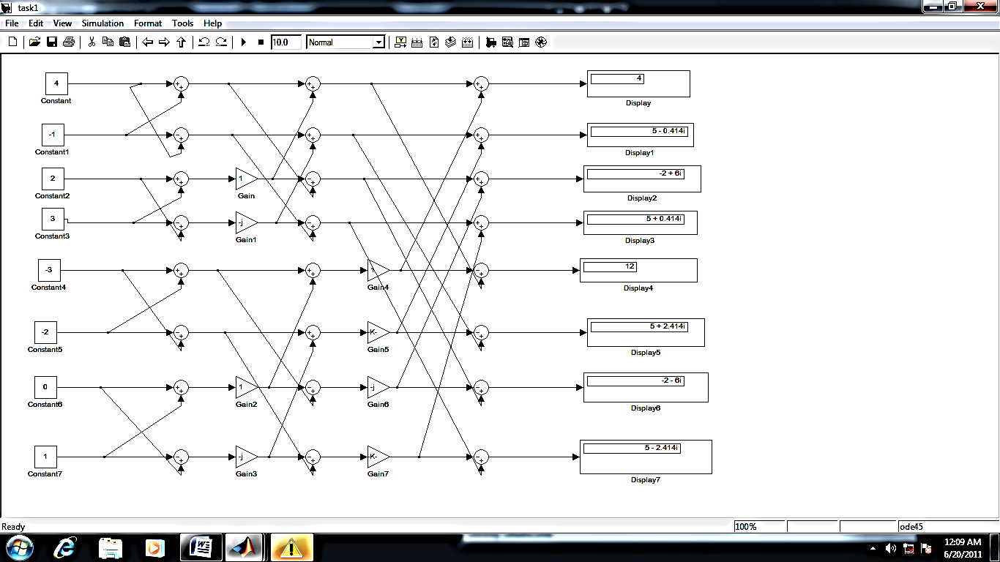 task1
File Edit View Simulation Format Tools Help
10.0 Normal
4
Constant
4
Display
-1
Constant1
5 - 0.414i
Display1
2
Constant2
1
Gain
-2 + 6i
Display2
3
Constant3
-j
Gain1
5 + 0.414i
Display3
-3
Constant4
1
Gain4
12
Display4
-2
Constant5
K-
Gain5
5 + 2.414i
Display5
0
Constant6
1
Gain2
-j
Gain6
-2 - 6i
Display6
1
Constant7
-j
Gain3
K-
Gain7
5 - 2.414i
Display7
Ready 100% ode45
12:09 AM
6/20/2011